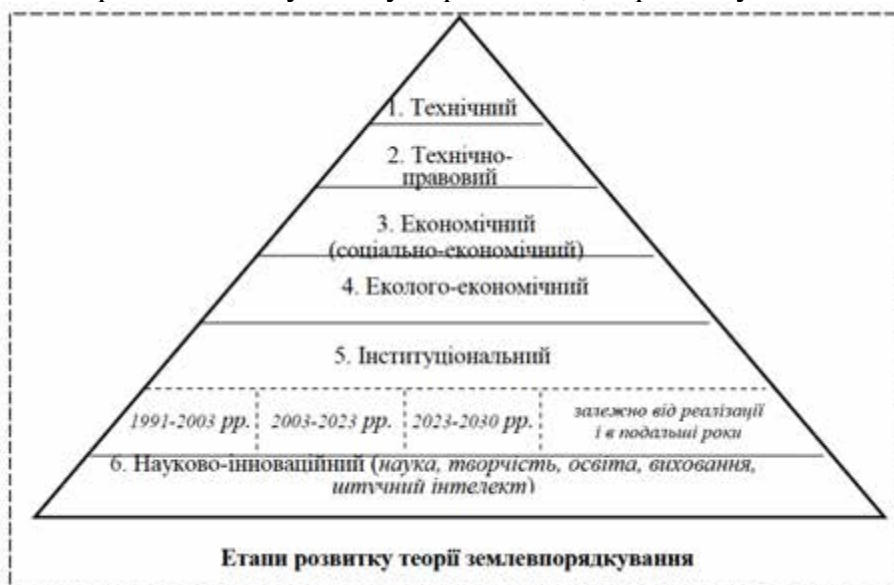 1. Технічний
2. Технічно-
правовий
3. Економічний
(соціально-економічний)
4. Еколого-економічний
5. Інституціональний
1991-2003 рр.
2003-2023 рр.
2023-2030 рр.
залежно від реалізації
і в подальші роки
6. Науково-інноваційний (наука, творчість, освіта, виховання,
штучний інтелект)
Етапи розвитку теорії землевпорядкування